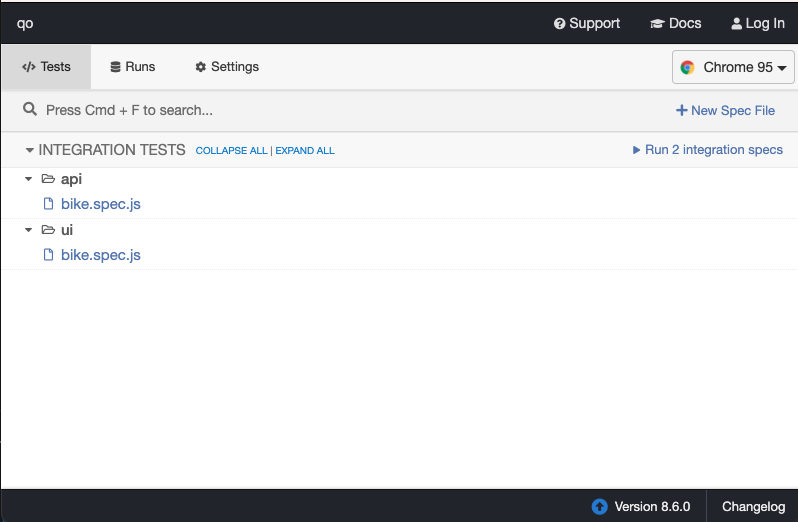 qo Support Docs Log In
Tests Runs Settings Chrome 95
Press Cmd + F to search... New Spec File
INTEGRATION TESTS COLLAPSE ALL | EXPAND ALL Run 2 integration specs
api
bike.spec.js
ui
bike.spec.js
Version 8.6.0 Changelog